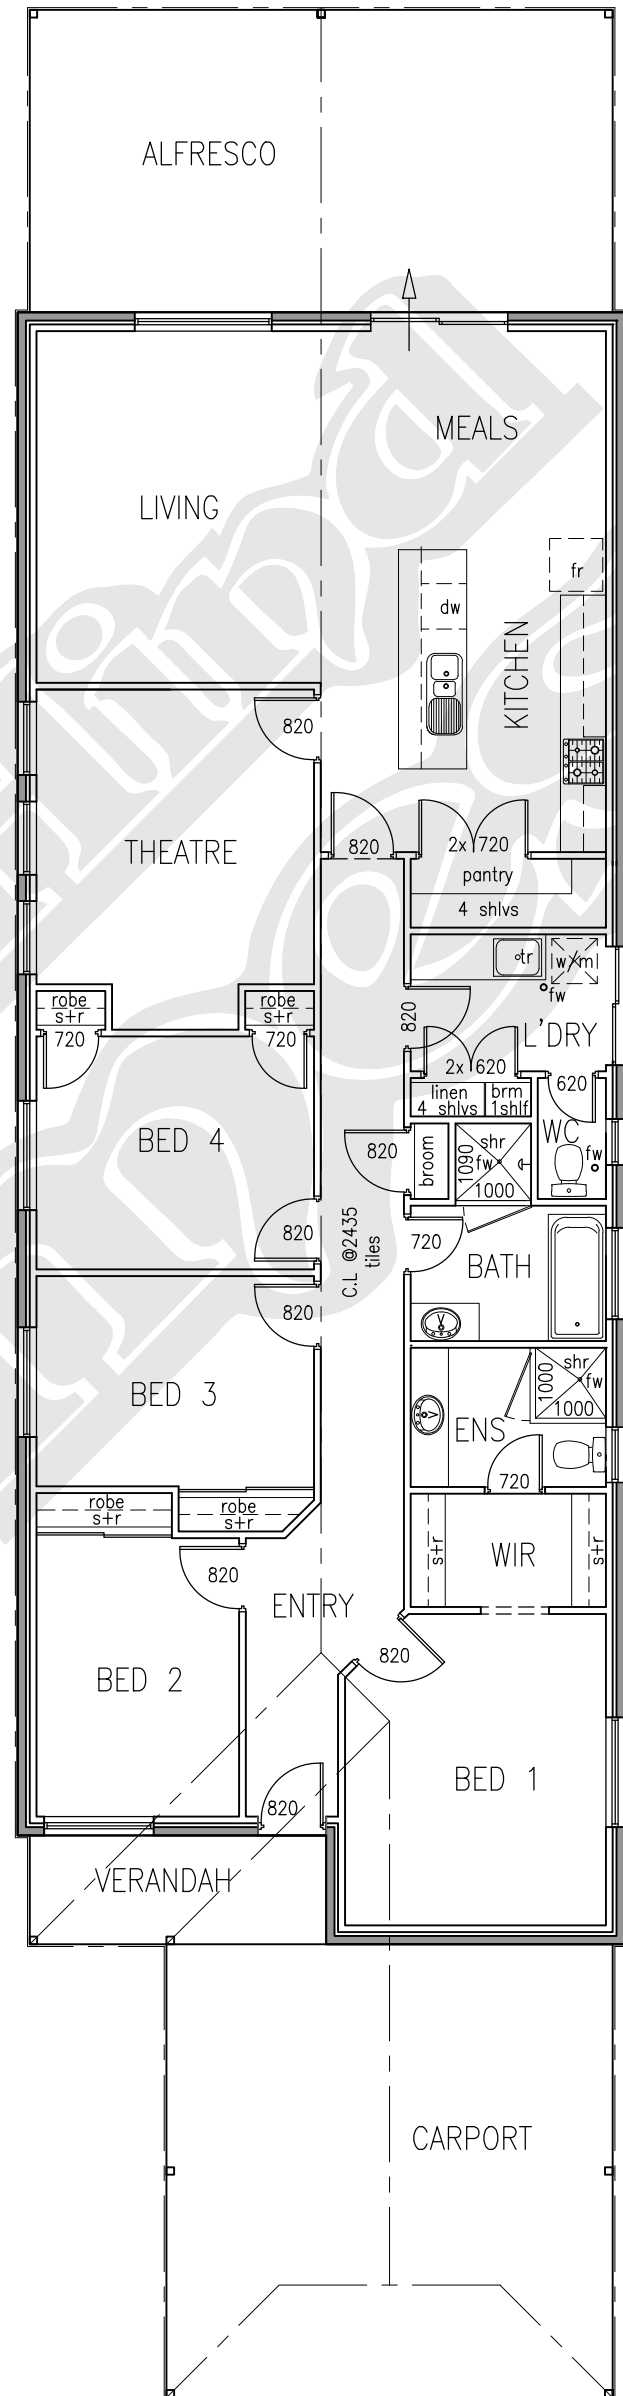 ALFRESCO
MEALS
LIVING
fr
dw
KITCHEN
820
THEATRE
820
2x 720
pantry
4 shlvs
robe
s+r
robe
s+r
tr
w/m
fw
820
L'DRY
720
720
2x 620
620
linen
4 shlvs
brm
1shlf
BED 4
820
broom
shr
fw
1090
1000
WC
fw
820
C.L @2435
tiles
720
BATH
V
820
BED 3
shr
fw
1000
1000
V
ENS
720
robe
s+r
robe
s+r
s+r
WIR
s+r
820
ENTRY
820
BED 2
BED 1
820
VERANDAH
CARPORT